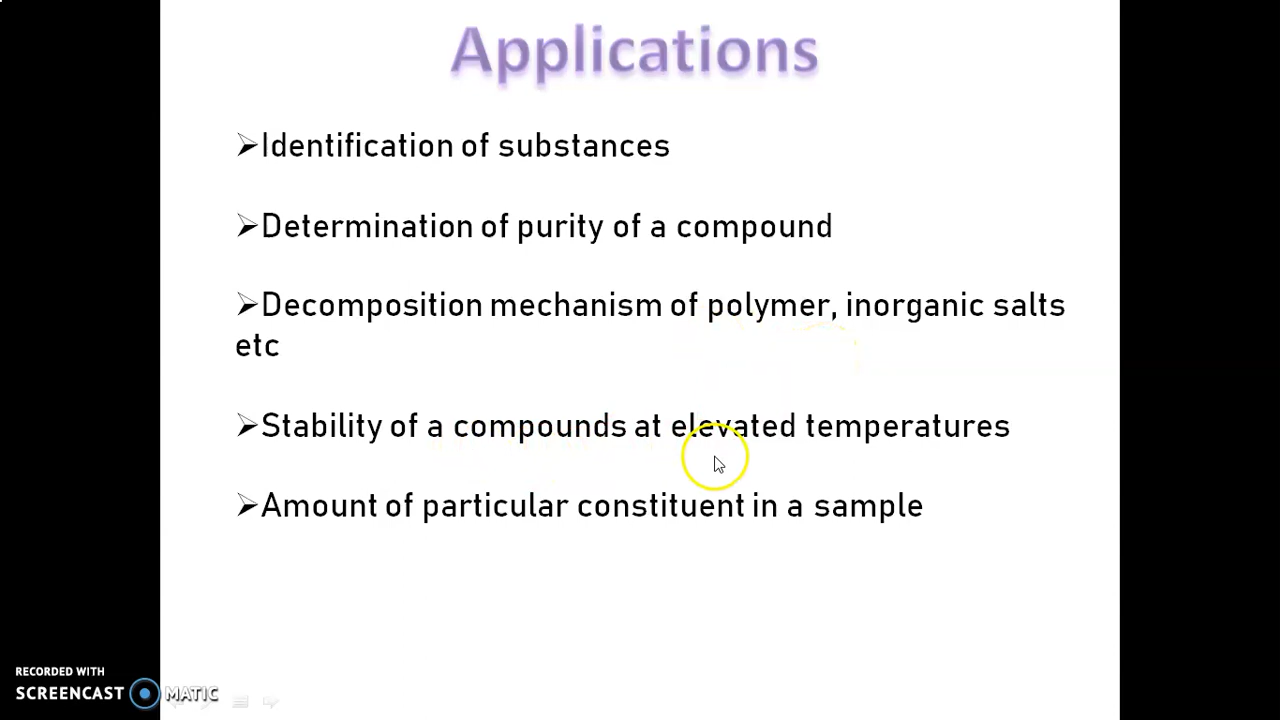 Applications
➢Identification of substances
➢Determination of purity of a compound
➢Decomposition mechanism of polymer, inorganic salts
etc
➢Stability of a compounds at elevated temperatures
➢Amount of particular constituent in a sample
RECORDED WITH
SCREENCAST MATIC